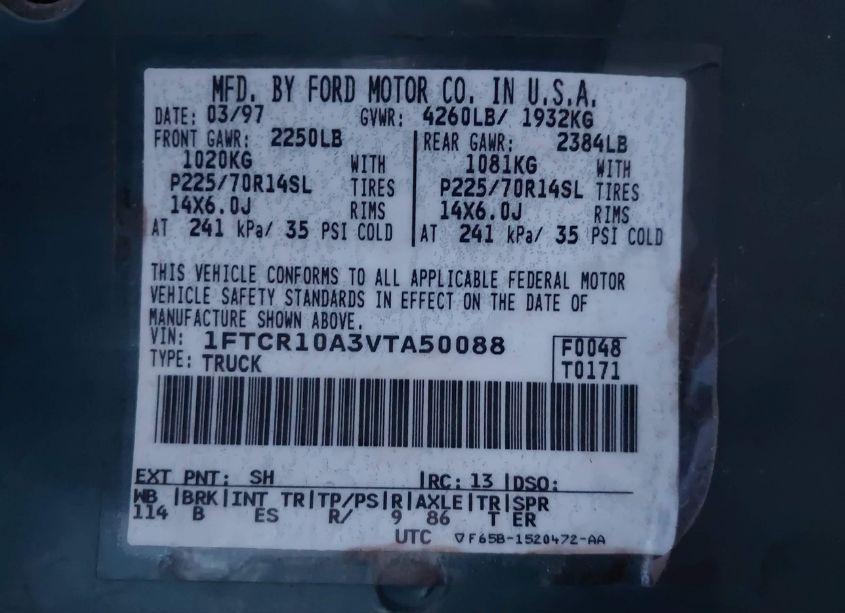 MFD. BY FORD MOTOR CO. IN U.S.A.
DATE: 03/97 GVWR: 4260LB/ 1932KG
FRONT GAWR: 2250LB REAR GAWR: 2384LB
1020KG WITH 1081KG WITH
P225/70R14SL TIRES P225/70R14SL TIRES
14X6.0J RIMS 14X6.0J RIMS
AT 241 kPa/ 35 PSI COLD AT 241 kPa/ 35 PSI COLD
THIS VEHICLE CONFORMS TO ALL APPLICABLE FEDERAL MOTOR
VEHICLE SAFETY STANDARDS IN EFFECT ON THE DATE OF
MANUFACTURE SHOWN ABOVE.
VIN: 1FTCR10A3VTA50088 F0048
TYPE: TRUCK T0171
EXT PNT: SH RC: 13 DSO:
WB BRK INT TR TP/PS R AXLE TR SPR
114 B ES R/ 9 86 T ER
UTC ▽F65B-1520472-AA